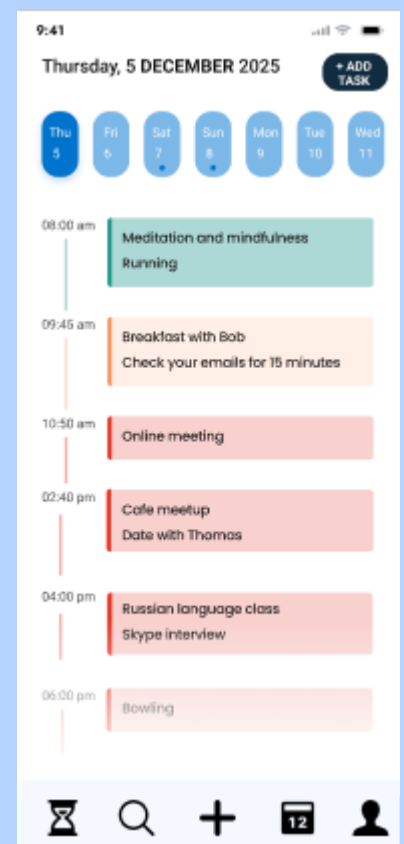 9:41
Thursday, 5 DECEMBER 2025
+ ADD
TASK
Thu Fri Sat Sun Mon Tue Wed
5 6 7 8 9 10 11
08:00 am
Meditation and mindfulness
Running
09:45 am
Breakfast with Bob
Check your emails for 15 minutes
10:50 am
Online meeting
02:40 pm
Cafe meetup
Date with Thomas
04:00 pm
Russian language class
Skype interview
06:00 pm
Bowling
12